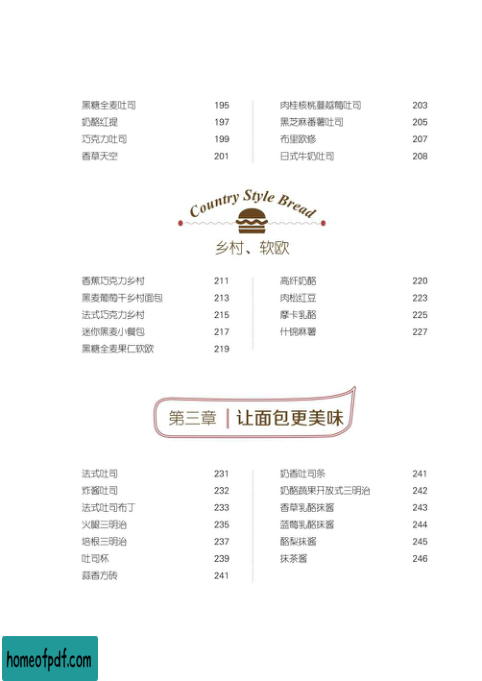 黑糖全麦吐司 195
奶酪红提 197
巧克力吐司 199
香草天空 201
肉桂核桃蔓越莓吐司 203
黑芝麻番薯吐司 205
布里欧修 207
日式牛奶吐司 208
Country Style Bread
乡村、软欧
香蕉巧克力乡村 211
黑麦葡萄干乡村面包 213
法式巧克力乡村 215
迷你黑麦小餐包 217
黑糖全麦果仁软欧 219
高纤奶酪 220
肉松红豆 223
摩卡乳酪 225
什锦麻薯 227
第三章 让面包更美味
法式吐司 231
炸酱吐司 232
法式吐司布丁 233
火腿三明治 235
培根三明治 237
吐司杯 239
蒜香方砖 241
奶香吐司条 241
奶酪蔬果开放式三明治 242
香草乳酪抹酱 243
蓝莓乳酪抹酱 244
酪梨抹酱 245
抹茶酱 246
homeofpdf.com